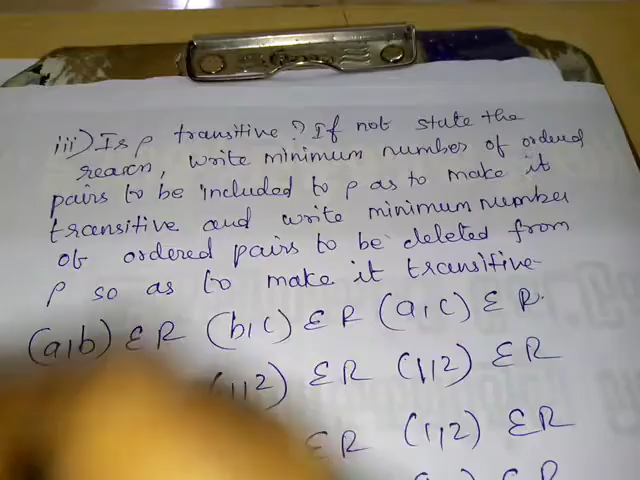 iii) Is ρ transitive? If not state the
reason, write minimum number of ordered
pairs to be included to ρ as to make it
transitive and write minimum number
of ordered pairs to be deleted from
ρ so as to make it transitive
(a,b) ∈ R (b,c) ∈ R (a,c) ∈ R.
,2) ∈ R (1,2) ∈ R
∈ R (1,2) ∈ R